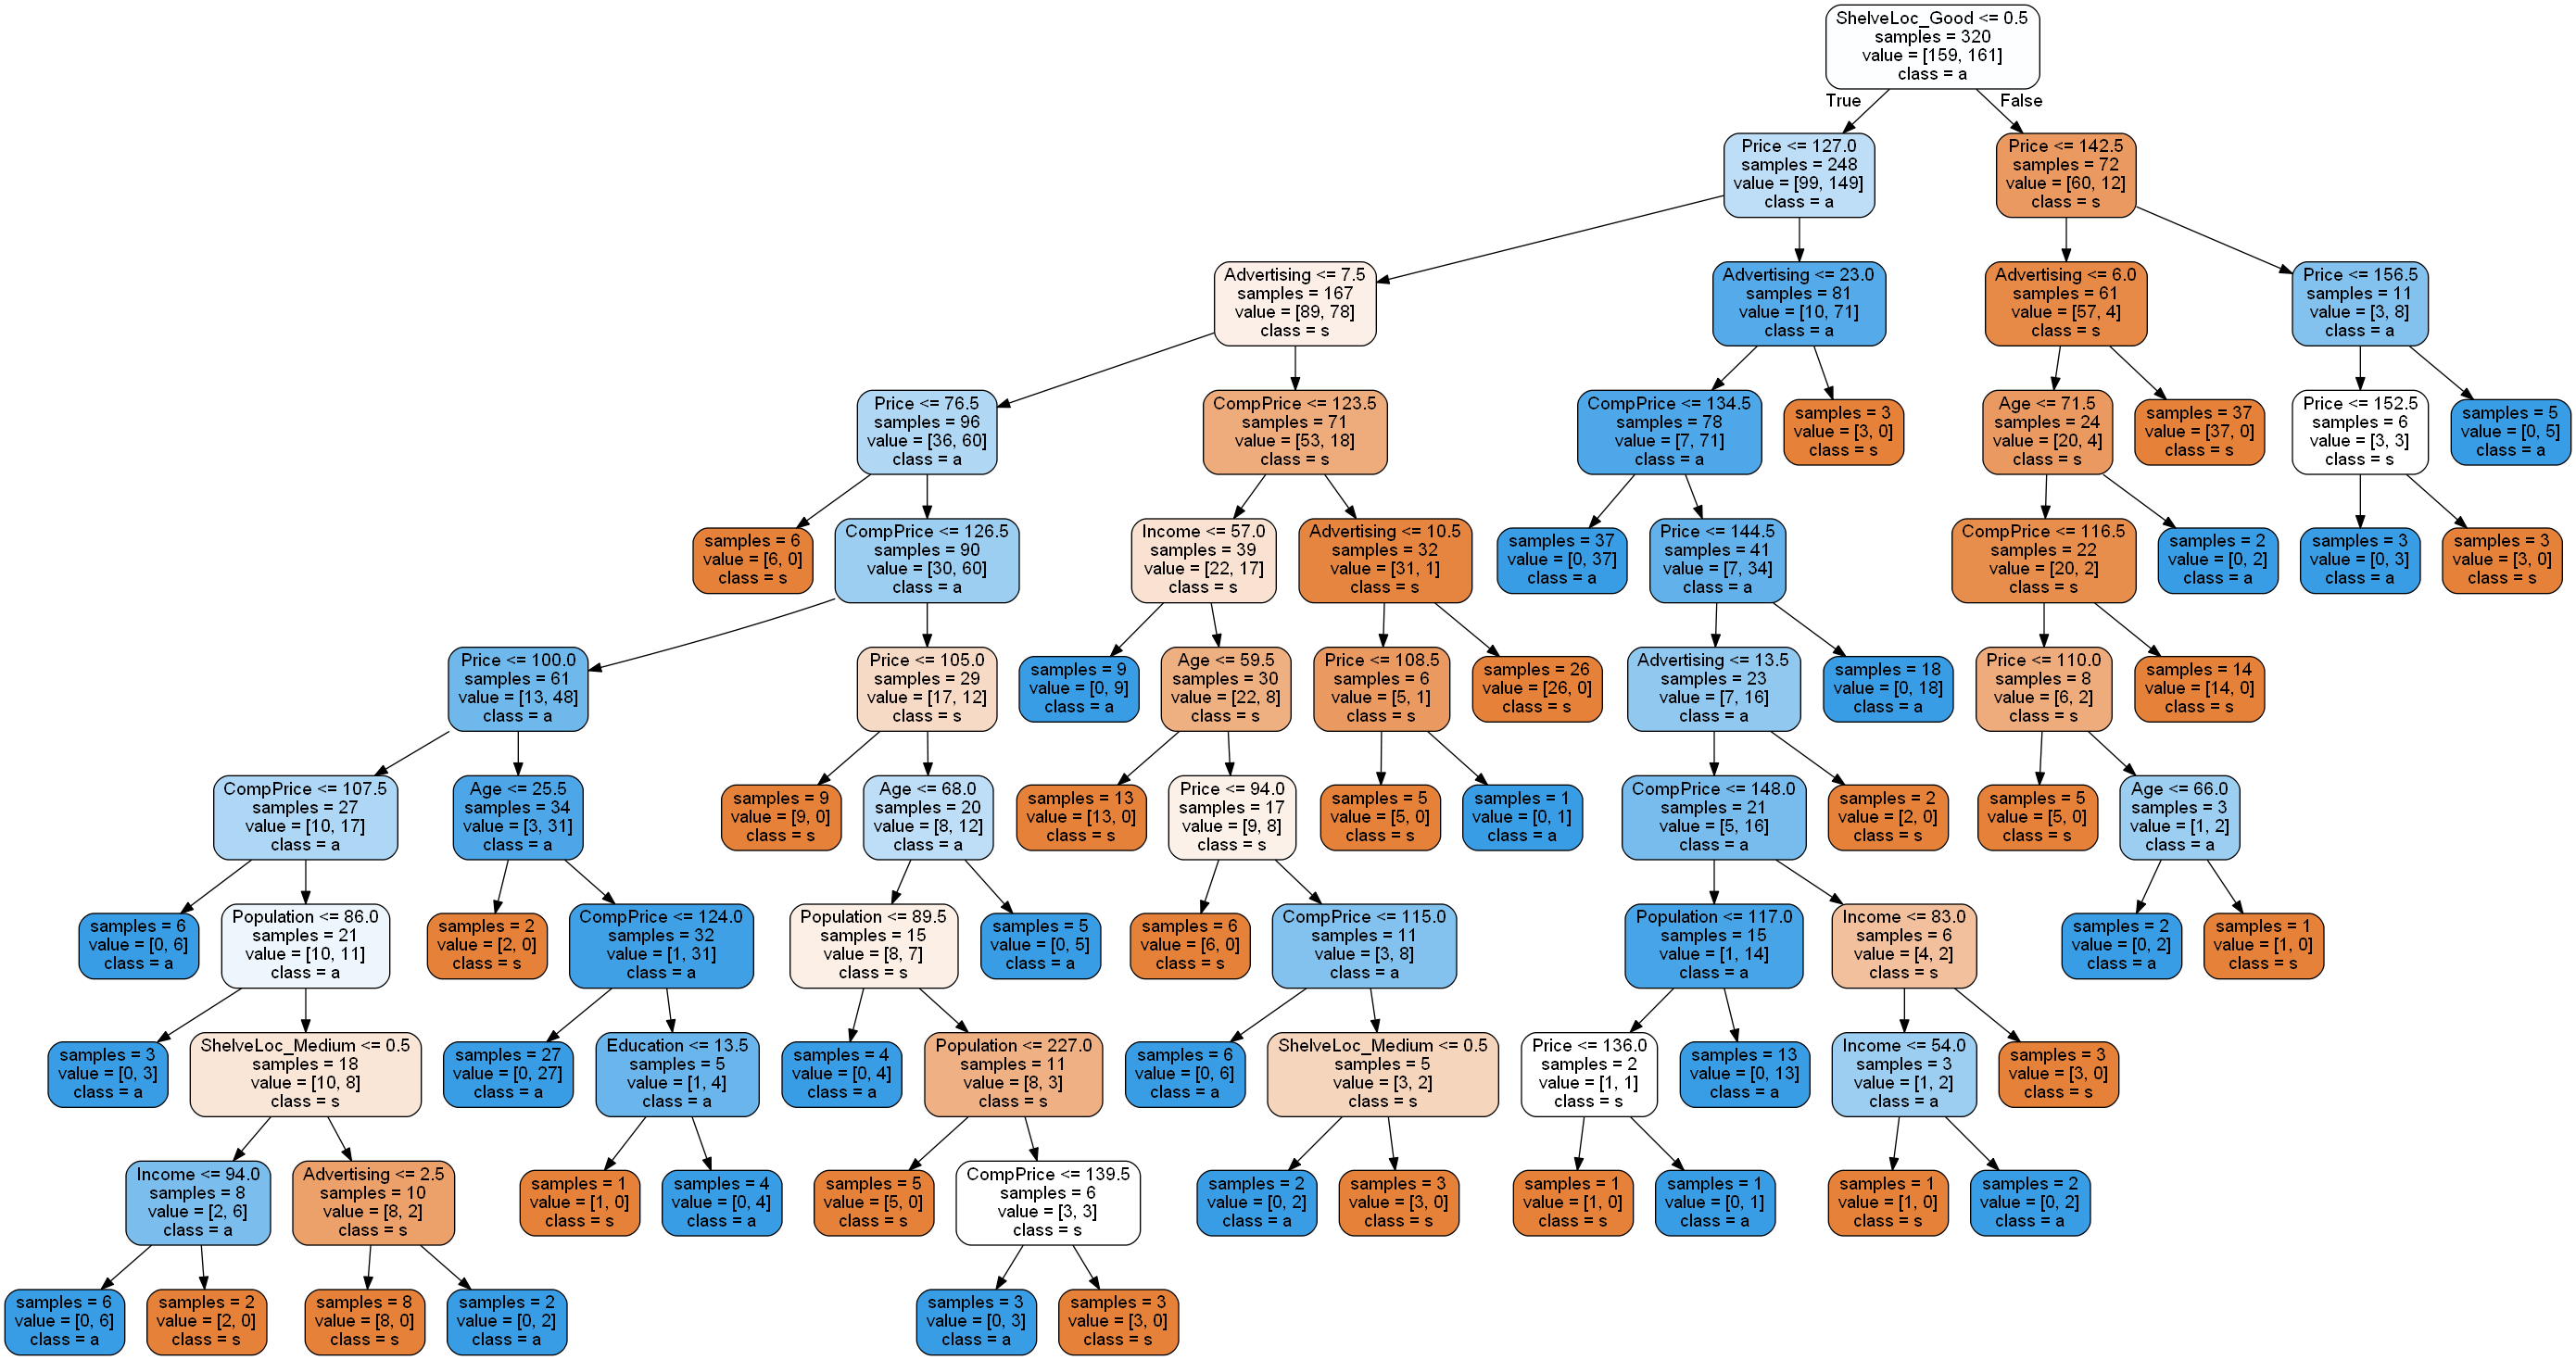 ShelveLoc_Good <= 0.5
samples = 320
value = [159, 161]
class = a
True
False
Price <= 127.0
samples = 248
value = [99, 149]
class = a
Price <= 142.5
samples = 72
value = [60, 12]
class = s
Advertising <= 7.5
samples = 167
value = [89, 78]
class = s
Advertising <= 23.0
samples = 81
value = [10, 71]
class = a
Advertising <= 6.0
samples = 61
value = [57, 4]
class = s
Price <= 156.5
samples = 11
value = [3, 8]
class = a
Price <= 76.5
samples = 96
value = [36, 60]
class = a
CompPrice <= 123.5
samples = 71
value = [53, 18]
class = s
CompPrice <= 134.5
samples = 78
value = [7, 71]
class = a
samples = 3
value = [3, 0]
class = s
Age <= 71.5
samples = 24
value = [20, 4]
class = s
samples = 37
value = [37, 0]
class = s
Price <= 152.5
samples = 6
value = [3, 3]
class = s
samples = 5
value = [0, 5]
class = a
samples = 6
value = [6, 0]
class = s
CompPrice <= 126.5
samples = 90
value = [30, 60]
class = a
Income <= 57.0
samples = 39
value = [22, 17]
class = s
Advertising <= 10.5
samples = 32
value = [31, 1]
class = s
samples = 37
value = [0, 37]
class = a
Price <= 144.5
samples = 41
value = [7, 34]
class = a
CompPrice <= 116.5
samples = 22
value = [20, 2]
class = s
samples = 2
value = [0, 2]
class = a
samples = 3
value = [0, 3]
class = a
samples = 3
value = [3, 0]
class = s
Price <= 100.0
samples = 61
value = [13, 48]
class = a
Price <= 105.0
samples = 29
value = [17, 12]
class = s
samples = 9
value = [0, 9]
class = a
Age <= 59.5
samples = 30
value = [22, 8]
class = s
Price <= 108.5
samples = 6
value = [5, 1]
class = s
samples = 26
value = [26, 0]
class = s
Advertising <= 13.5
samples = 23
value = [7, 16]
class = a
samples = 18
value = [0, 18]
class = a
Price <= 110.0
samples = 8
value = [6, 2]
class = s
samples = 14
value = [14, 0]
class = s
CompPrice <= 107.5
samples = 27
value = [10, 17]
class = a
Age <= 25.5
samples = 34
value = [3, 31]
class = a
samples = 9
value = [9, 0]
class = s
Age <= 68.0
samples = 20
value = [8, 12]
class = a
samples = 13
value = [13, 0]
class = s
Price <= 94.0
samples = 17
value = [9, 8]
class = s
samples = 5
value = [5, 0]
class = s
samples = 1
value = [0, 1]
class = a
CompPrice <= 148.0
samples = 21
value = [5, 16]
class = a
samples = 2
value = [2, 0]
class = s
samples = 5
value = [5, 0]
class = s
Age <= 66.0
samples = 3
value = [1, 2]
class = a
samples = 6
value = [0, 6]
class = a
Population <= 86.0
samples = 21
value = [10, 11]
class = a
samples = 2
value = [2, 0]
class = s
CompPrice <= 124.0
samples = 32
value = [1, 31]
class = a
Population <= 89.5
samples = 15
value = [8, 7]
class = s
samples = 5
value = [0, 5]
class = a
samples = 6
value = [6, 0]
class = s
CompPrice <= 115.0
samples = 11
value = [3, 8]
class = a
Population <= 117.0
samples = 15
value = [1, 14]
class = a
Income <= 83.0
samples = 6
value = [4, 2]
class = s
samples = 2
value = [0, 2]
class = a
samples = 1
value = [1, 0]
class = s
samples = 3
value = [0, 3]
class = a
ShelveLoc_Medium <= 0.5
samples = 18
value = [10, 8]
class = s
samples = 27
value = [0, 27]
class = a
Education <= 13.5
samples = 5
value = [1, 4]
class = a
samples = 4
value = [0, 4]
class = a
Population <= 227.0
samples = 11
value = [8, 3]
class = s
samples = 6
value = [0, 6]
class = a
ShelveLoc_Medium <= 0.5
samples = 5
value = [3, 2]
class = s
Price <= 136.0
samples = 2
value = [1, 1]
class = s
samples = 13
value = [0, 13]
class = a
Income <= 54.0
samples = 3
value = [1, 2]
class = a
samples = 3
value = [3, 0]
class = s
Income <= 94.0
samples = 8
value = [2, 6]
class = a
Advertising <= 2.5
samples = 10
value = [8, 2]
class = s
samples = 1
value = [1, 0]
class = s
samples = 4
value = [0, 4]
class = a
samples = 5
value = [5, 0]
class = s
CompPrice <= 139.5
samples = 6
value = [3, 3]
class = s
samples = 2
value = [0, 2]
class = a
samples = 3
value = [3, 0]
class = s
samples = 1
value = [1, 0]
class = s
samples = 1
value = [0, 1]
class = a
samples = 1
value = [1, 0]
class = s
samples = 2
value = [0, 2]
class = a
samples = 6
value = [0, 6]
class = a
samples = 2
value = [2, 0]
class = s
samples = 8
value = [8, 0]
class = s
samples = 2
value = [0, 2]
class = a
samples = 3
value = [0, 3]
class = a
samples = 3
value = [3, 0]
class = s